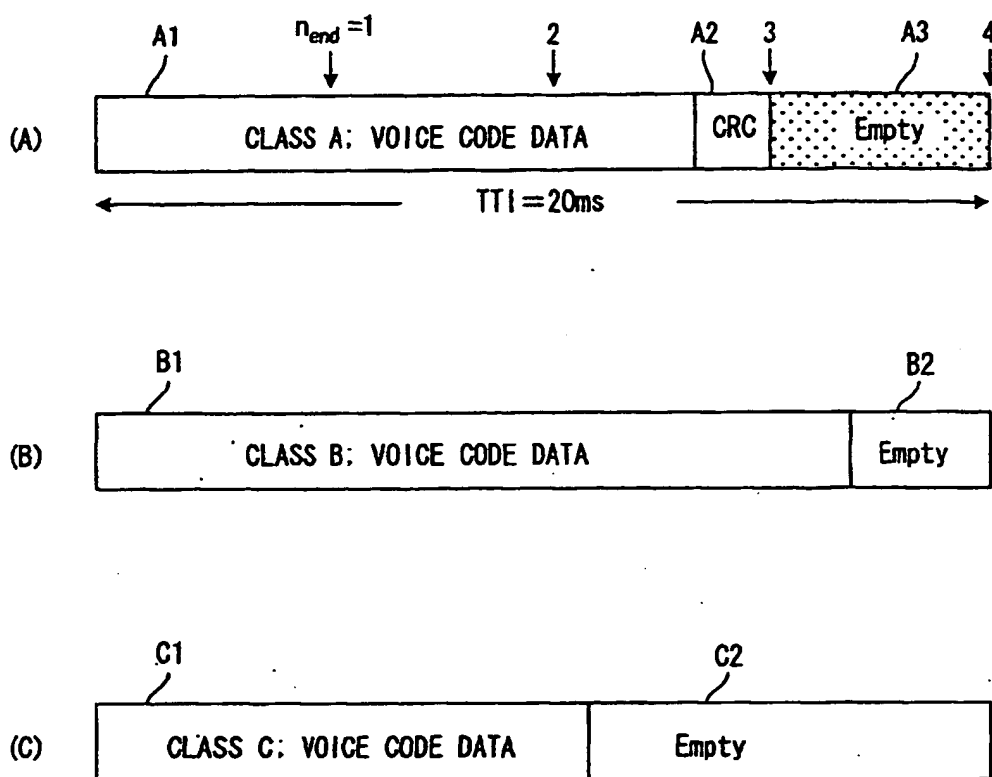 A1 n_end =1 2 A2 3 A3 4
(A) CLASS A; VOICE CODE DATA CRC Empty
TTI=20ms
B1 B2
(B) CLASS B; VOICE CODE DATA Empty
C1 C2
(C) CLASS C; VOICE CODE DATA Empty